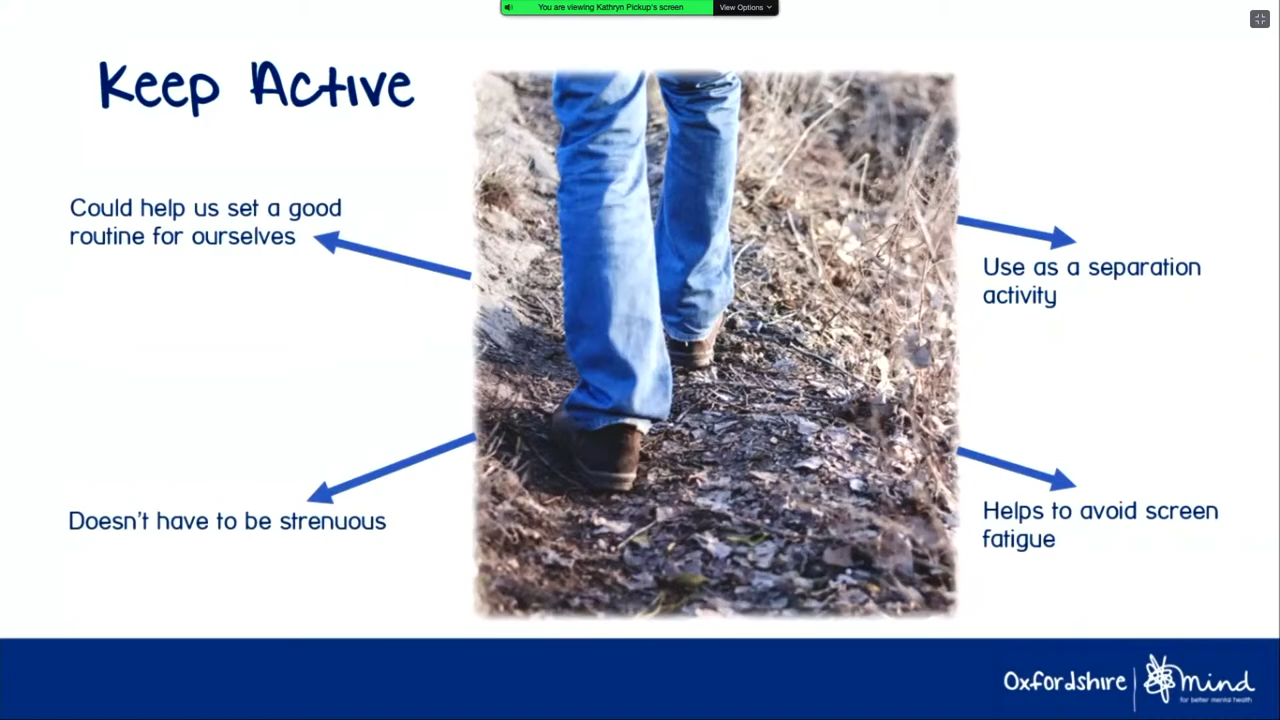 You are viewing Kathryn Pickup's screen
View Options
Keep Active
Could help us set a good
routine for ourselves
Use as a separation
activity
Doesn't have to be strenuous
Helps to avoid screen
fatigue
Oxfordshire
mind
for better mental health